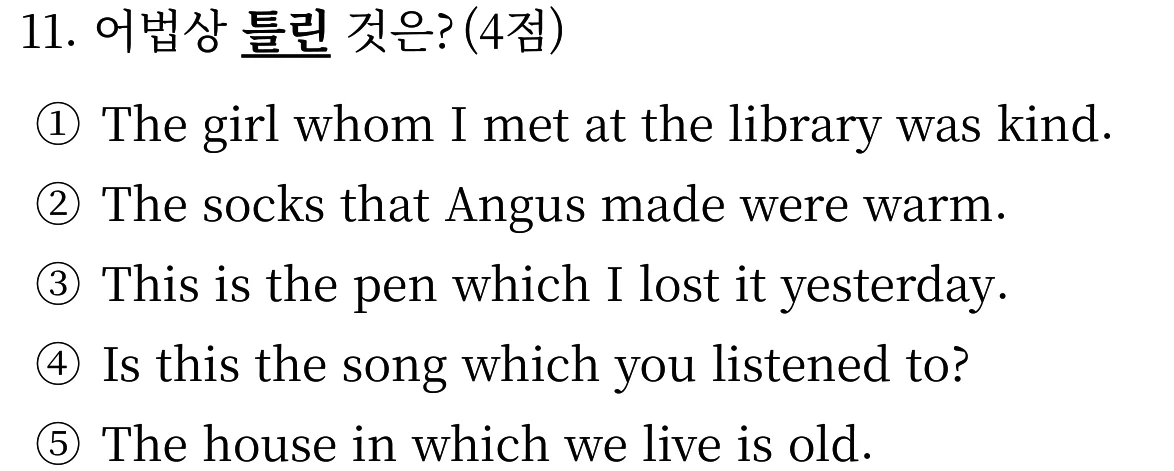 11. 어법상 틀린 것은?(4점)
① The girl whom I met at the library was kind.
② The socks that Angus made were warm.
③ This is the pen which I lost it yesterday.
④ Is this the song which you listened to?
⑤ The house in which we live is old.